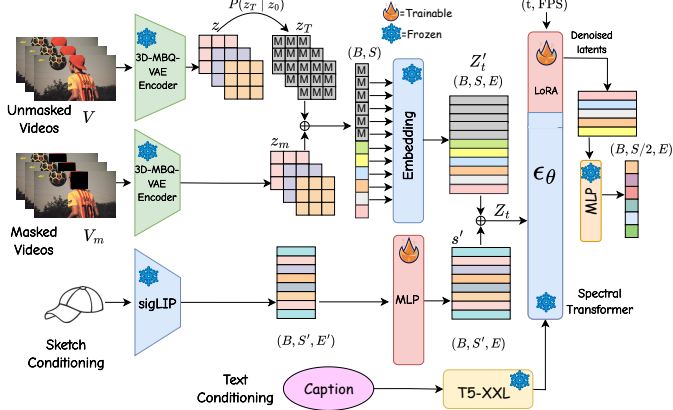 P(z_T | z_0)
z
z_T
=Trainable
=Frozen
(t, FPS)
3D-MBQ-
VAE
Encoder
Unmasked
Videos V
M M M
M
M
M
M M M
M
M
M
M M M
M M M
M M M
M M M
(B, S)
M
M
M
M
M
M
Embedding
Z'_t
(B, S, E)
LoRA
Denoised
latents
(B, S/2, E)
MLP
ϵ_θ
3D-MBQ-
VAE
Encoder
z_m
Masked
Videos V_m
Z_t
s'
sigLIP
MLP
Sketch
Conditioning
(B, S', E')
(B, S', E)
Spectral
Transformer
Text
Conditioning
Caption
T5-XXL